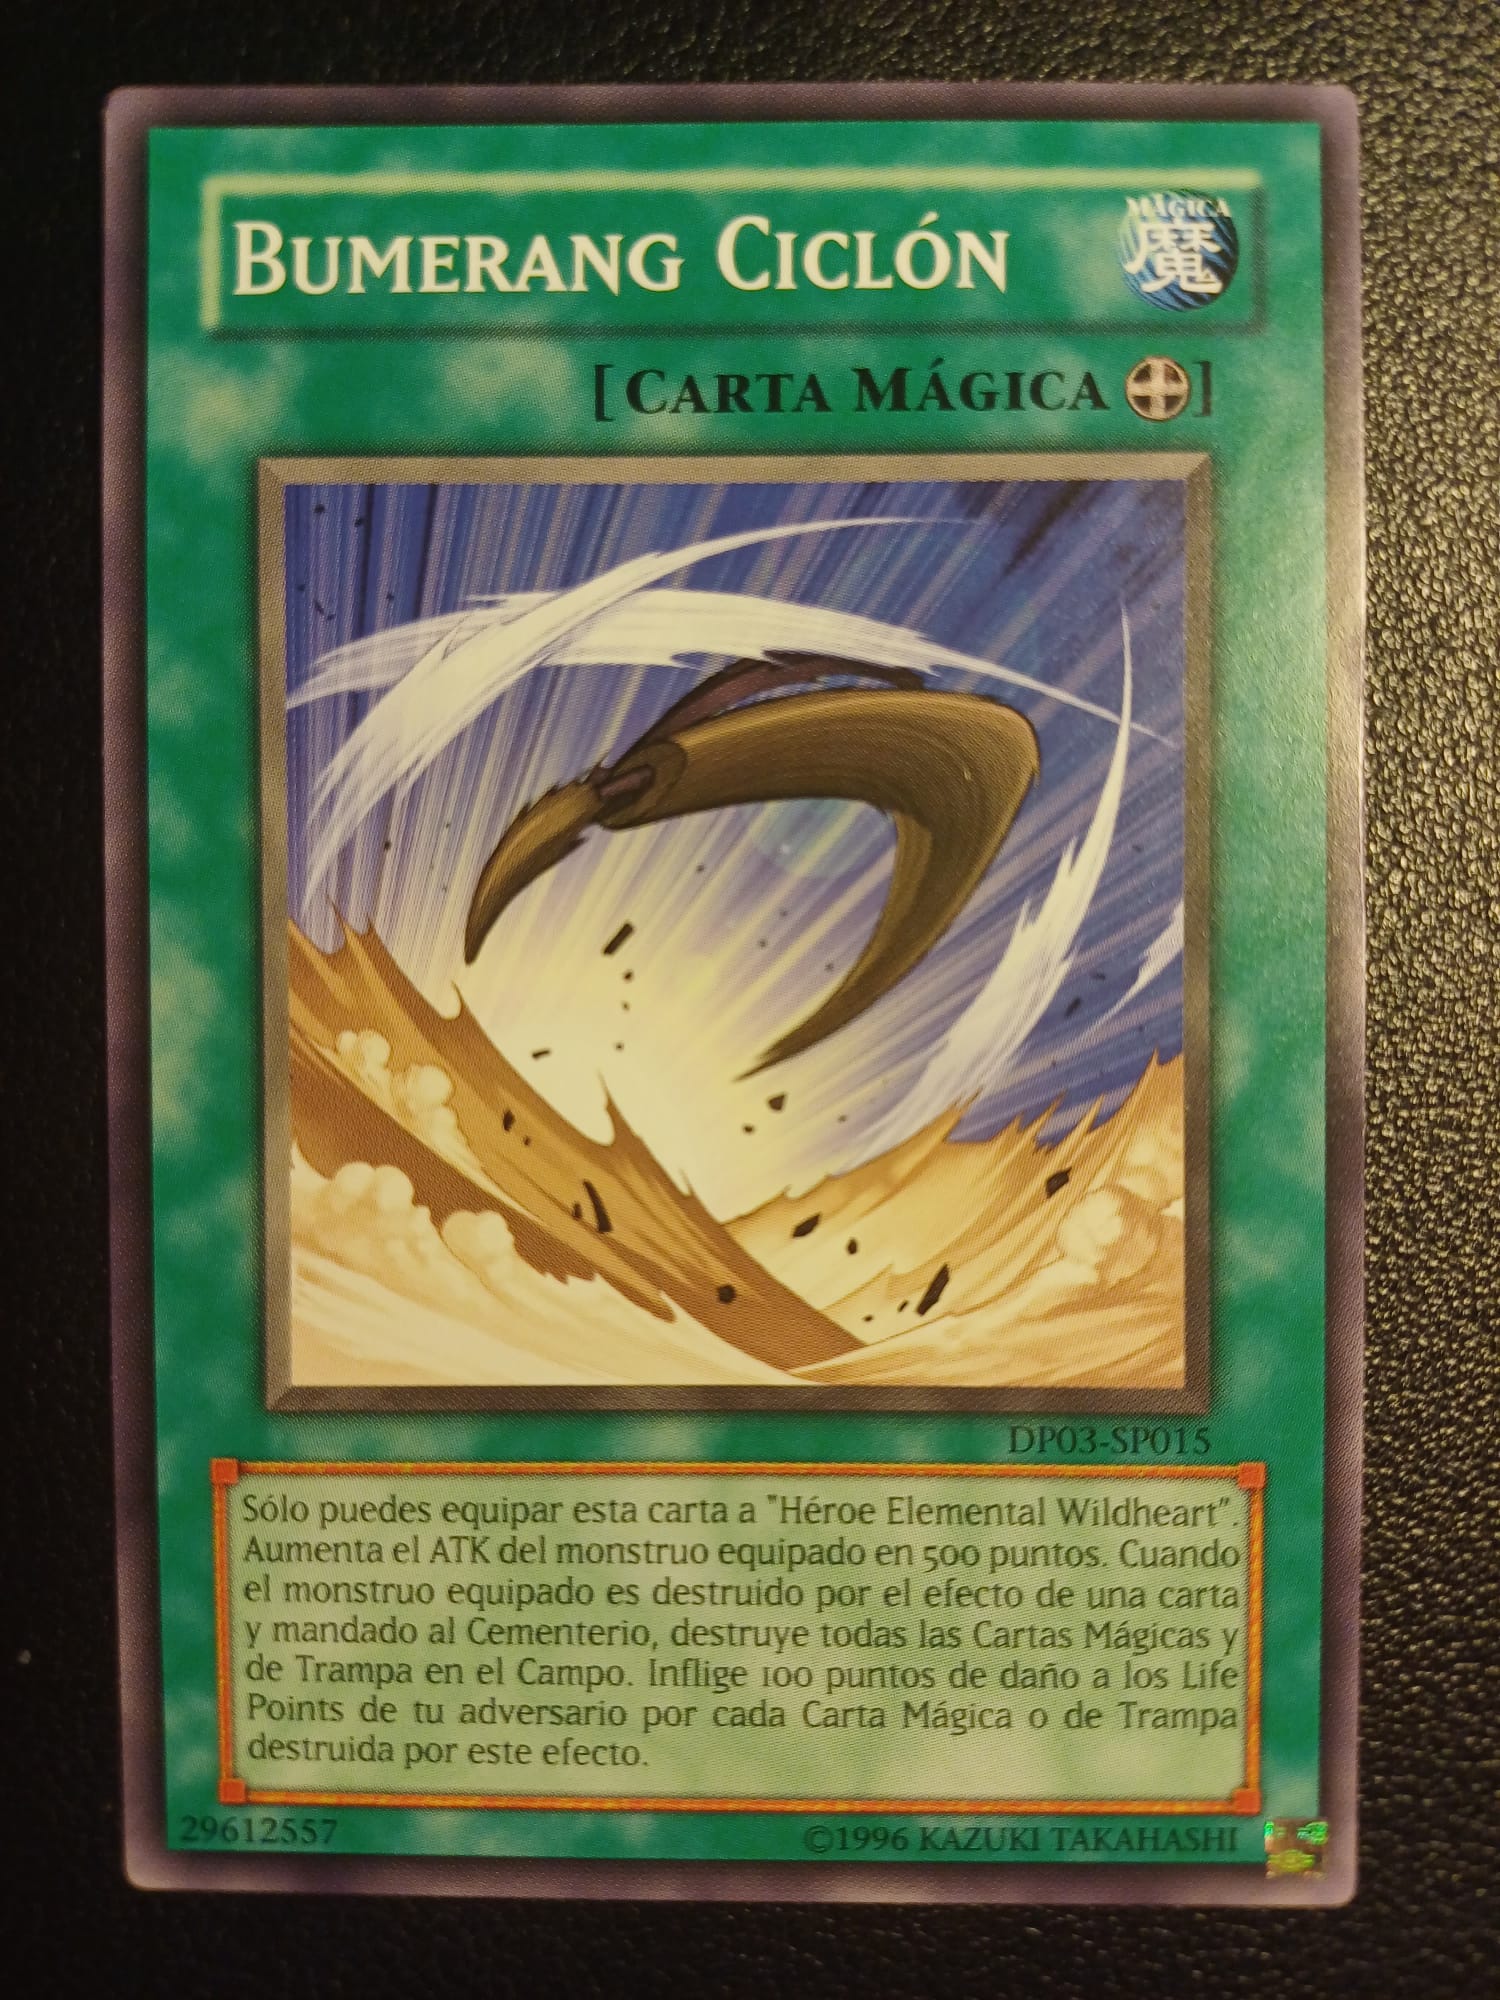 BUMERANG CICLÓN
MÁGICA
魔
[CARTA MÁGICA ]
DP03-SP015
Sólo puedes equipar esta carta a "Héroe Elemental Wildheart".
Aumenta el ATK del monstruo equipado en 500 puntos. Cuando
el monstruo equipado es destruido por el efecto de una carta
y mandado al Cementerio, destruye todas las Cartas Mágicas y
de Trampa en el Campo. Inflige 100 puntos de daño a los Life
Points de tu adversario por cada Carta Mágica o de Trampa
destruida por este efecto.
29612557
©1996 KAZUKI TAKAHASHI